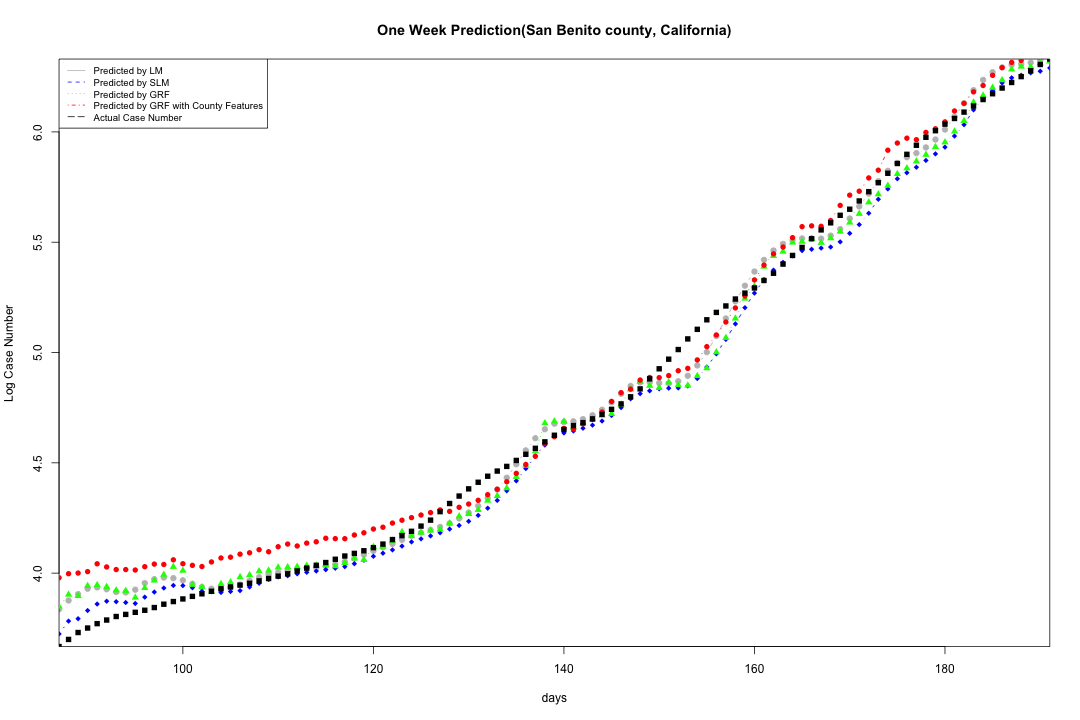 One Week Prediction(San Benito county, California)
Predicted by LM
Predicted by SLM
Predicted by GRF
Predicted by GRF with County Features
Actual Case Number
6.0
5.5
5.0
4.5
4.0
Log Case Number
100 120 140 160 180
days